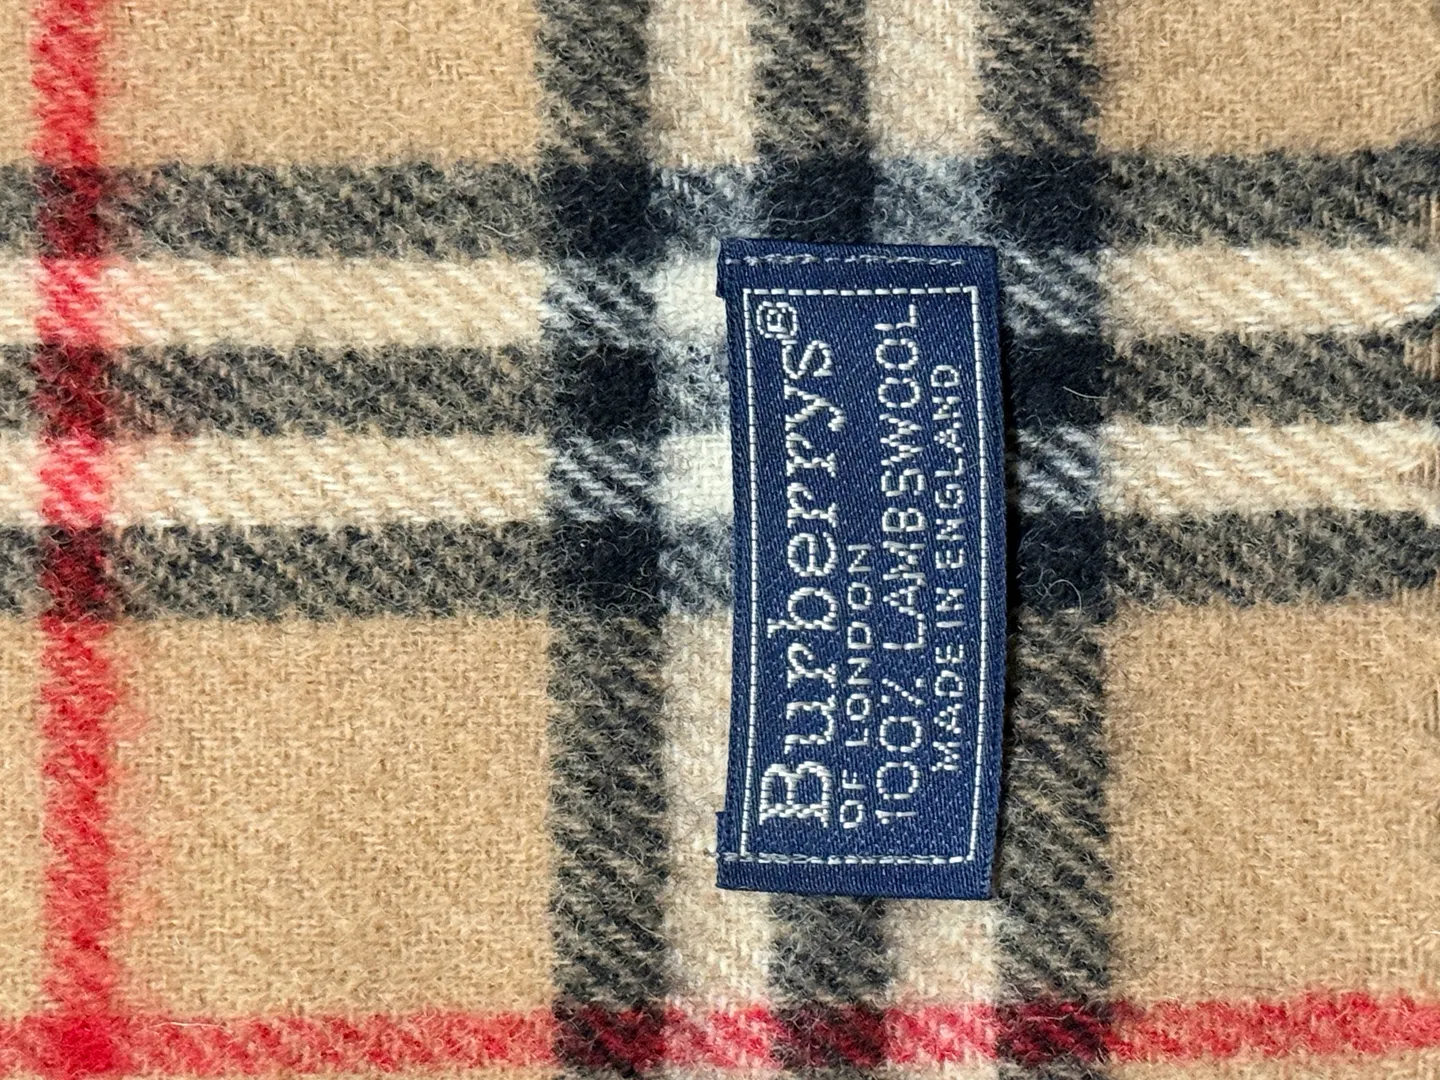 Burberrys®
OF LONDON
100% LAMBSWOOL
MADE IN ENGLAND